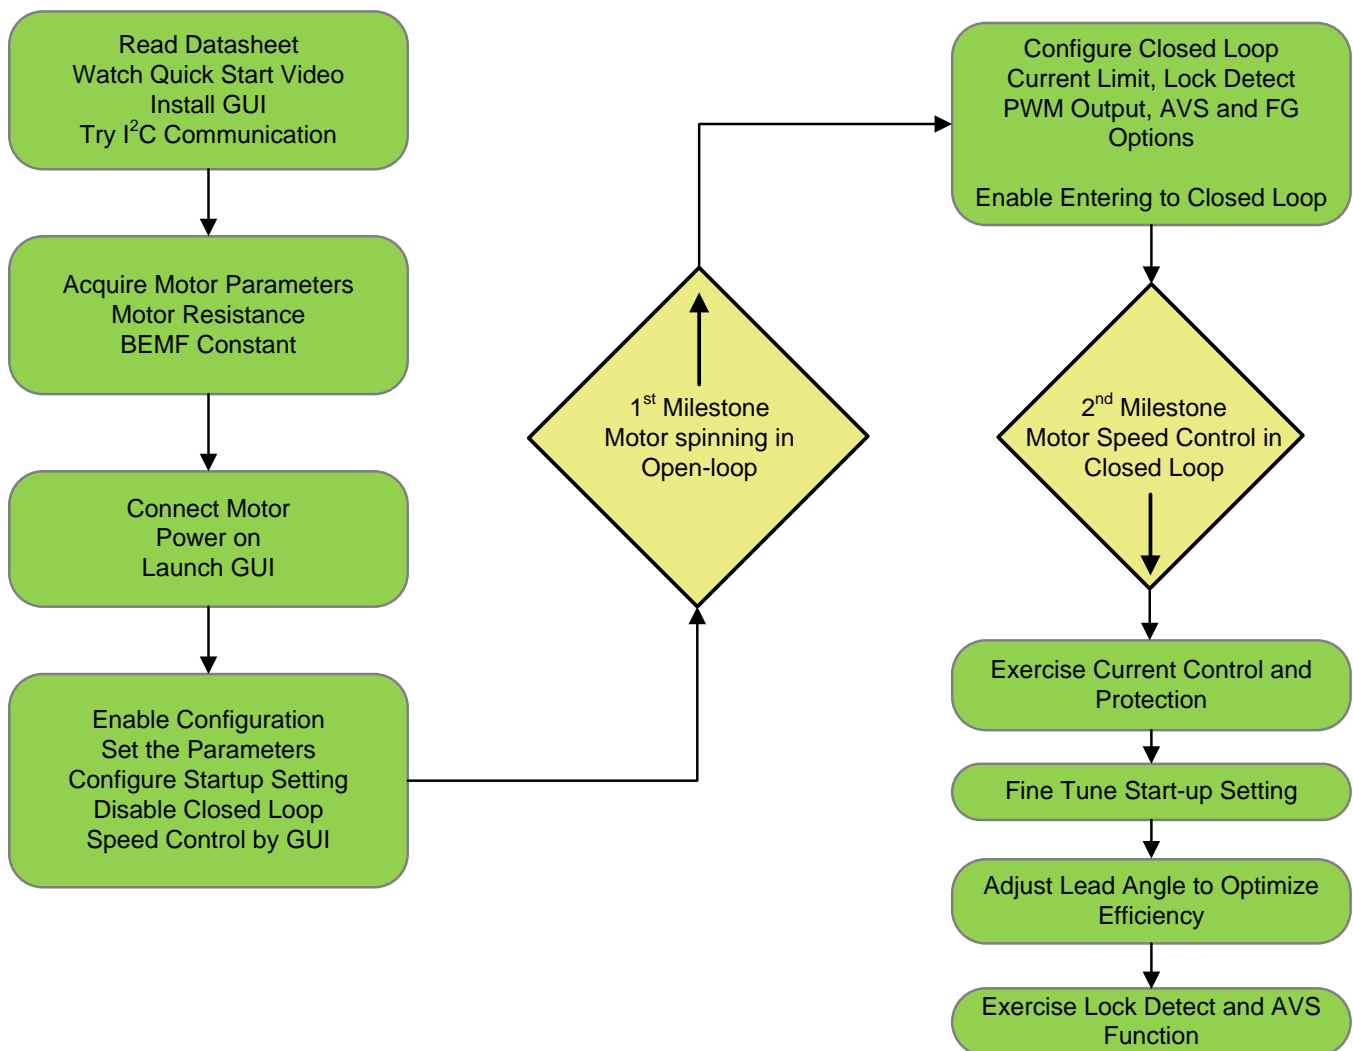 Read Datasheet
Watch Quick Start Video
Install GUI
Try I²C Communication
Acquire Motor Parameters
Motor Resistance
BEMF Constant
Connect Motor
Power on
Launch GUI
Enable Configuration
Set the Parameters
Configure Startup Setting
Disable Closed Loop
Speed Control by GUI
1st Milestone
Motor spinning in
Open-loop
Configure Closed Loop
Current Limit, Lock Detect
PWM Output, AVS and FG
Options
Enable Entering to Closed Loop
2nd Milestone
Motor Speed Control in
Closed Loop
Exercise Current Control and
Protection
Fine Tune Start-up Setting
Adjust Lead Angle to Optimize
Efficiency
Exercise Lock Detect and AVS
Function